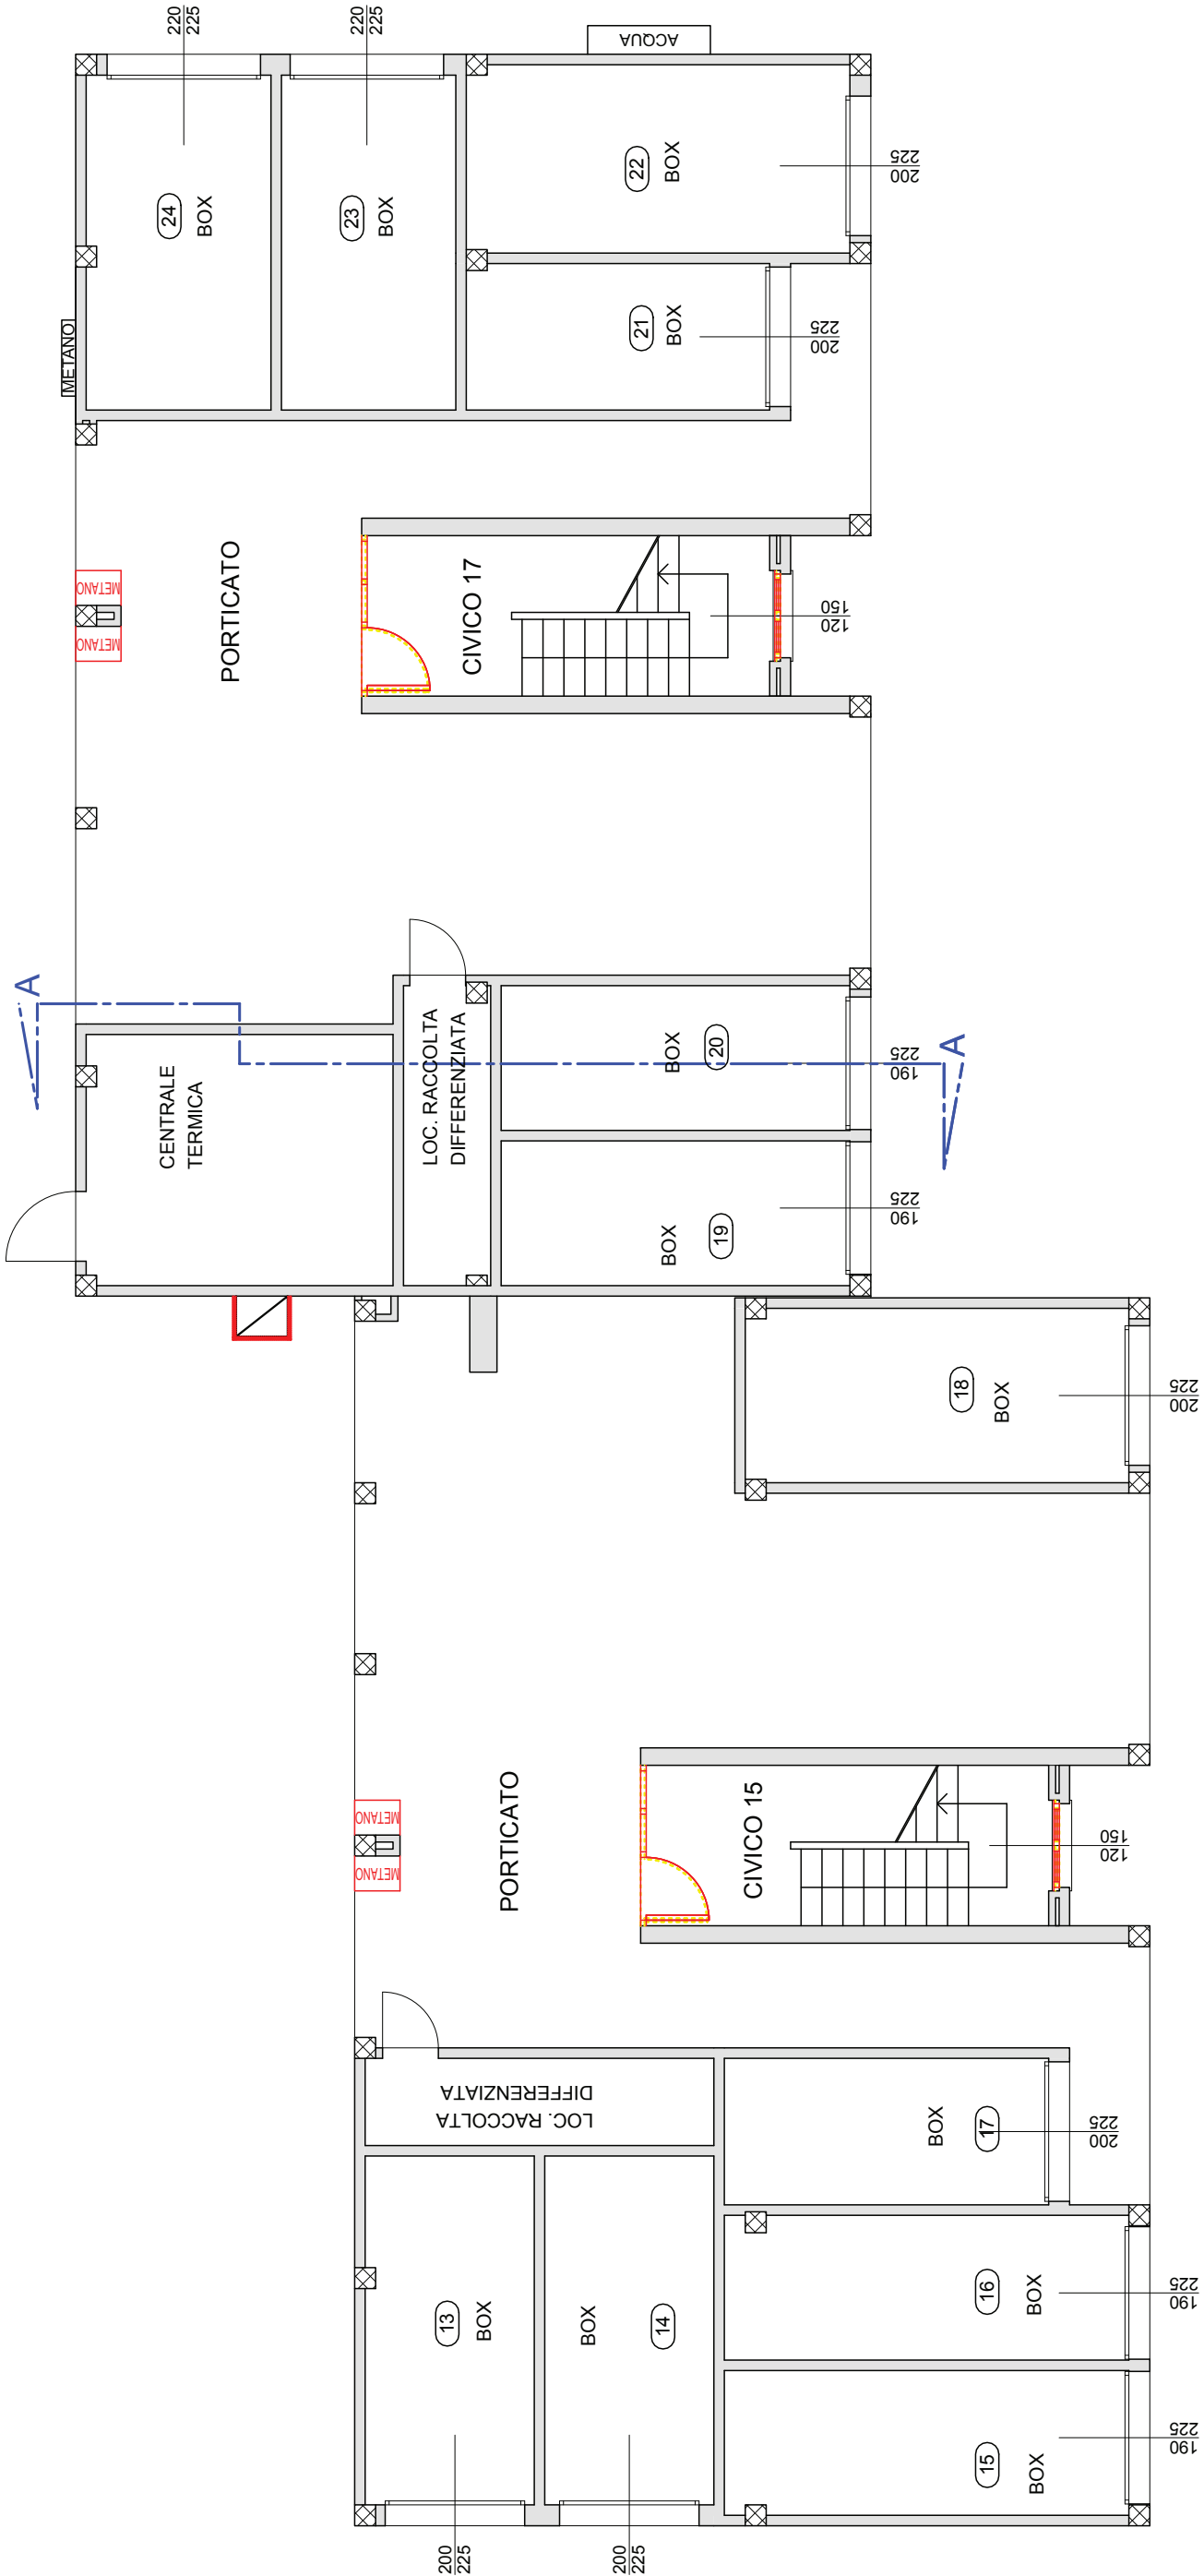 220
225
220
225
ACQUA
24
BOX
23
BOX
22
BOX
225
200
METANO
21
BOX
225
200
METANO
METANO
PORTICATO
CIVICO 17
150
120
A
CENTRALE
TERMICA
LOC. RACCOLTA
DIFFERENZIATA
BOX
20
225
190
A
BOX
19
225
190
18
BOX
225
200
METANO
METANO
PORTICATO
CIVICO 15
150
120
LOC. RACCOLTA
DIFFERENZIATA
BOX
17
225
200
13
BOX
BOX
14
16
BOX
225
190
15
BOX
225
190
200
225
200
225